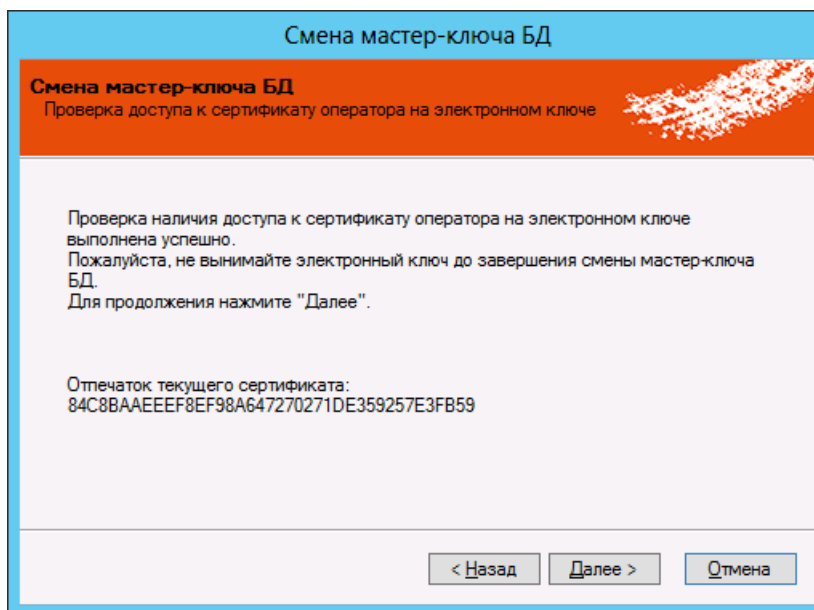 Смена мастер-ключа БД
Смена мастер-ключа БД
Проверка доступа к сертификату оператора на электронном ключе
Проверка наличия доступа к сертификату оператора на электронном ключе
выполнена успешно.
Пожалуйста, не вынимайте электронный ключ до завершения смены мастер-ключа
БД.
Для продолжения нажмите "Далее".
Отпечаток текущего сертификата:
84C8BAAEEEF8EF98A647270271DE359257E3FB59
< Назад Далее > Отмена